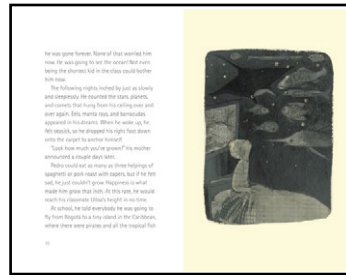 he was gone forever. None of that worried him
now. He was going to see the ocean! Not even
being the shortest kid in the class could bother
him now.
The following nights inched by just as slowly
and sleeplessly. He counted the stars, planets,
and comets that hung from his ceiling over and
over again. Eels, manta rays, and barracudas
appeared in his dreams. When he woke up, he
felt seasick, so he dropped his right foot down
onto the carpet to anchor himself.
"Look how much you've grown!" his mother
announced a couple days later.
Pedro could eat as many as three helpings of
spaghetti or pork roast with capers, but if he felt
sad, he just couldn't grow. Happiness is what
made him grow that inch. At this rate, he would
reach his classmate Ulloa's height in no time.
At school, he told everybody he was going to
fly from Bogotá to a tiny island in the Caribbean,
where there were pirates and all the tropical fish